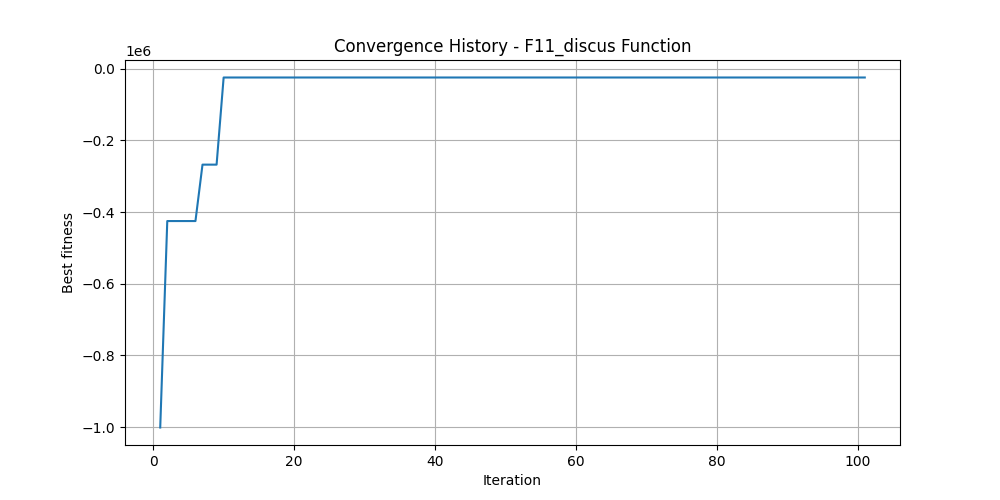 Convergence History - F11_discus Function
1e6
0.0
−0.2
−0.4
−0.6
−0.8
−1.0
Best fitness
0 20 40 60 80 100
Iteration